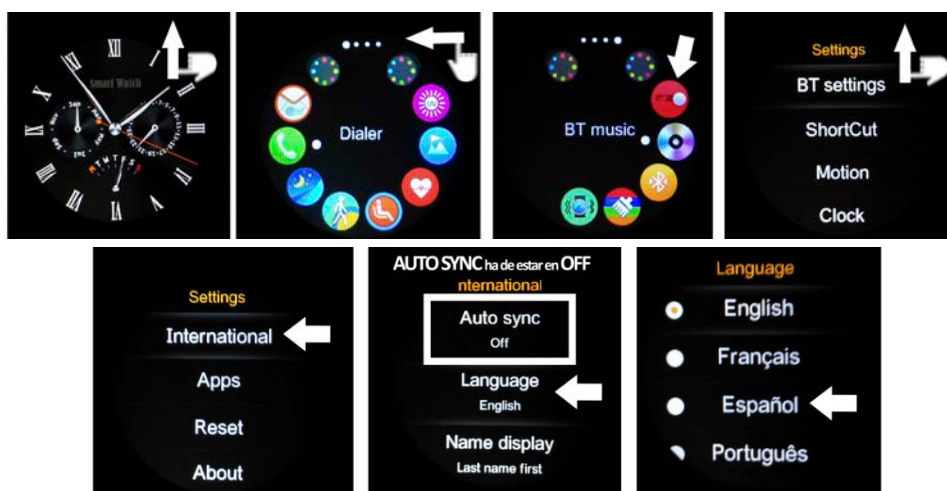 XII
Smart Watch
Dialer
BT music
Settings
BT settings
ShortCut
Motion
Clock
Settings
International
Apps
Reset
About
AUTO SYNC ha de estar en OFF
nternational
Auto sync
Off
Language
English
Name display
Last name first
Language
English
Français
Español
Português